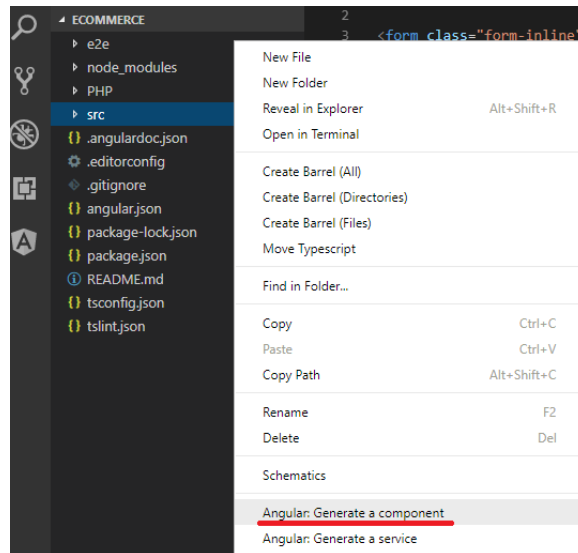 ECOMMERCE
e2e
node_modules
PHP
src
.angulardoc.json
.editorconfig
.gitignore
angular.json
package-lock.json
package.json
README.md
tsconfig.json
tslint.json
2
3 <form class="form-inline"
New File
New Folder
Reveal in Explorer Alt+Shift+R
Open in Terminal
Create Barrel (All)
Create Barrel (Directories)
Create Barrel (Files)
Move Typescript
Find in Folder...
Copy Ctrl+C
Paste Ctrl+V
Copy Path Alt+Shift+C
Rename F2
Delete Del
Schematics
Angular: Generate a component
Angular: Generate a service